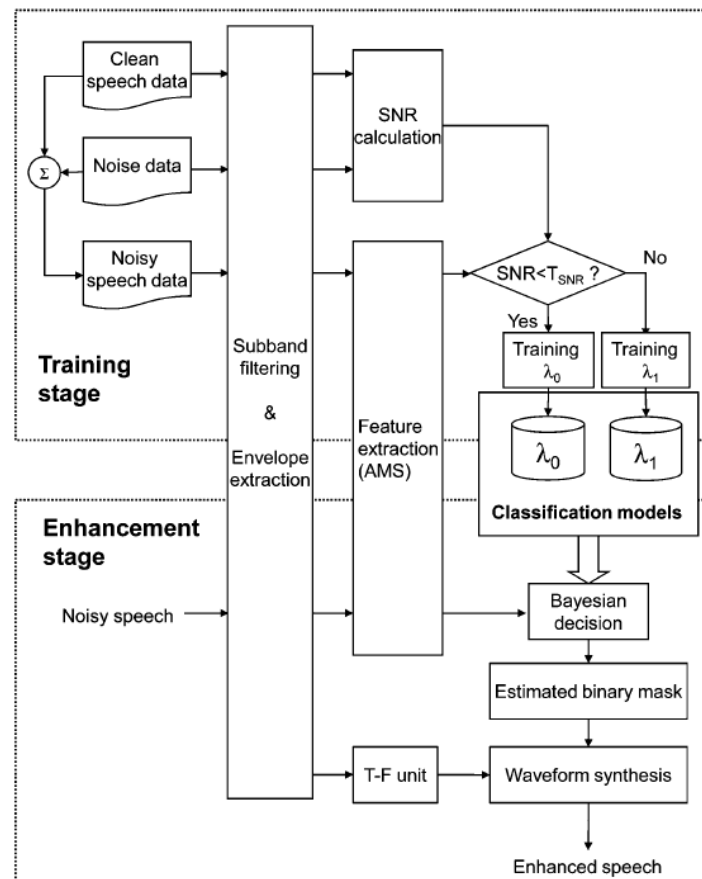 Clean
speech data
Σ
Noise data
Noisy
speech data
SNR
calculation
SNR<T_SNR ?
No
Yes
Training
λ₀
Training
λ₁
Training
stage
Subband
filtering
&
Envelope
extraction
Feature
extraction
(AMS)
λ₀
λ₁
Classification models
Enhancement
stage
Noisy speech
Bayesian
decision
Estimated binary mask
T-F unit
Waveform synthesis
Enhanced speech